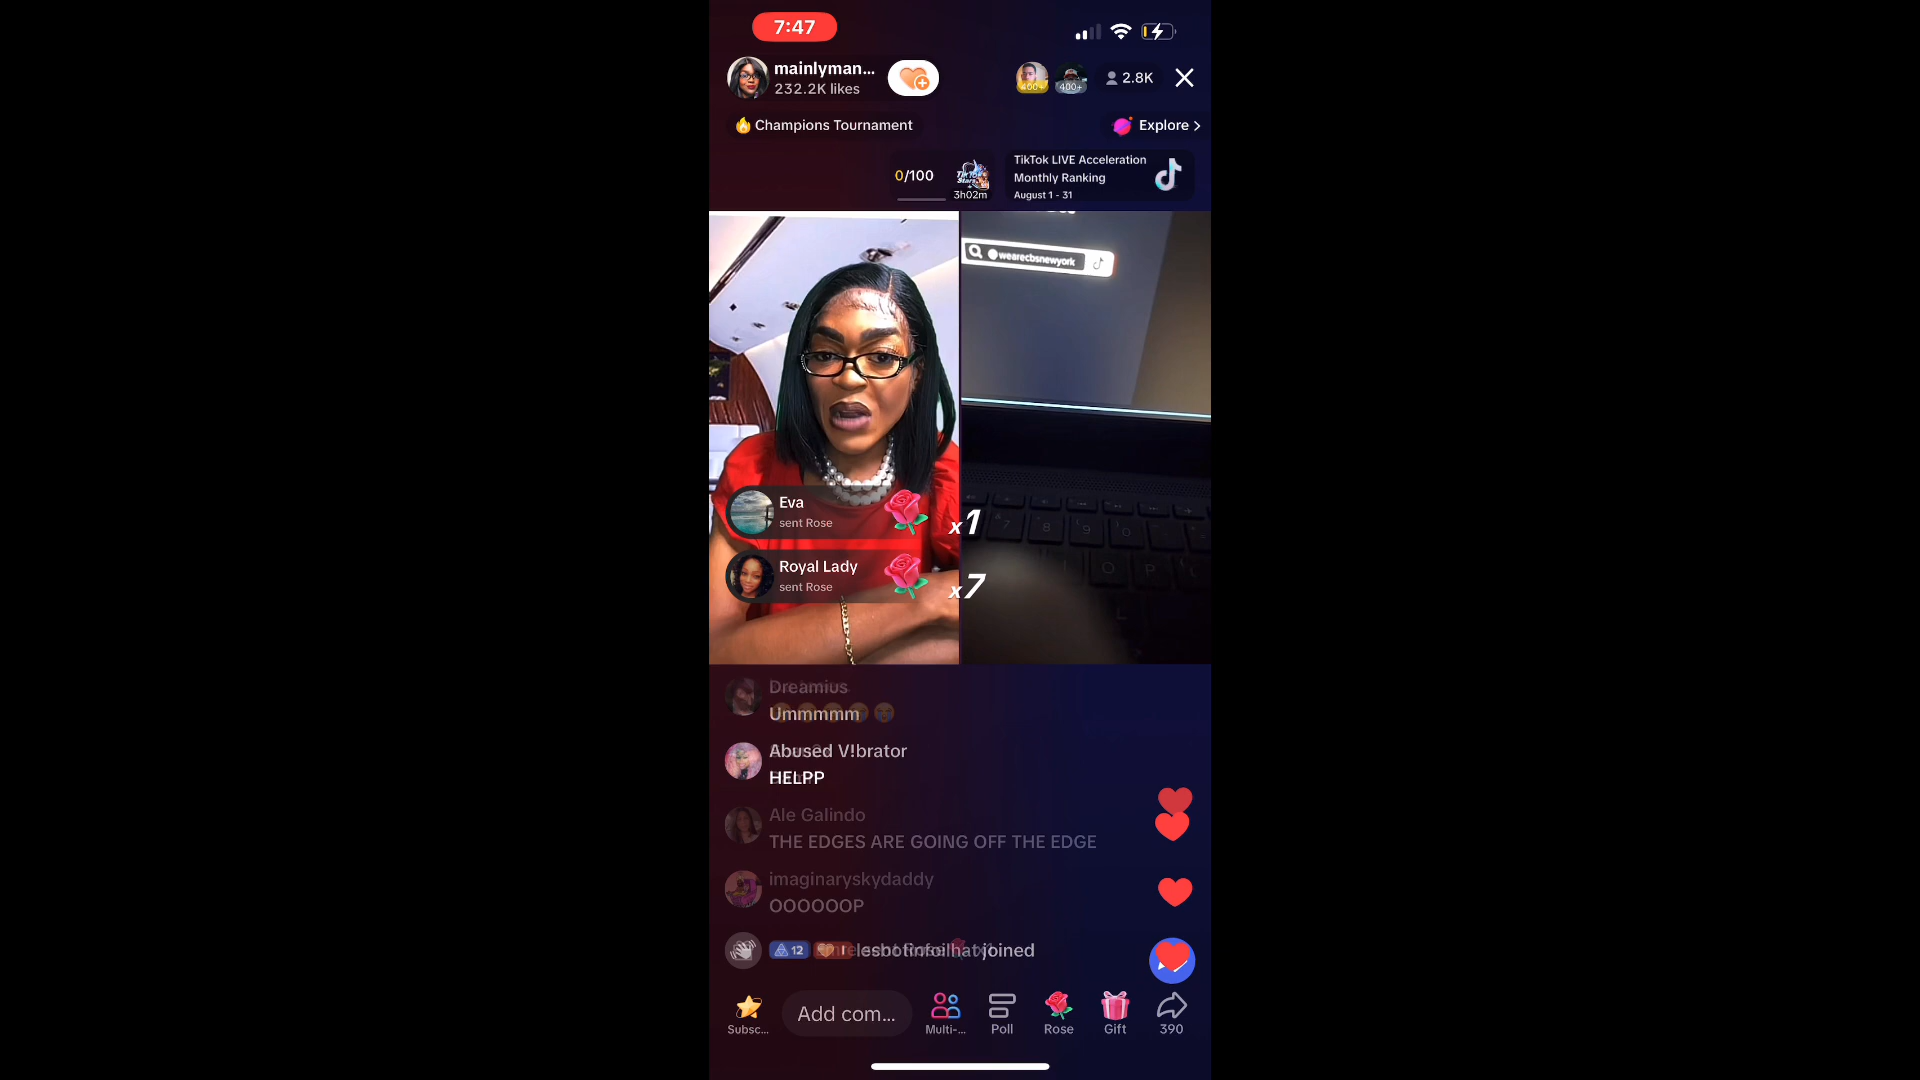 7:47
mainlyman...
232.2K likes
400+
400+
2.8K
Champions Tournament
Explore >
0/100
3h02m
TikTok LIVE Acceleration
Monthly Ranking
August 1 - 31
@wearecbsnewyork
Eva
sent Rose
x1
Royal Lady
sent Rose
x7
Dreamius
Ummmmm
Abused V!brator
HELPP
Ale Galindo
THE EDGES ARE GOING OFF THE EDGE
imaginaryskydaddy
OOOOOOP
12
joined
Subsc...
Add com...
Multi-...
Poll
Rose
Gift
390